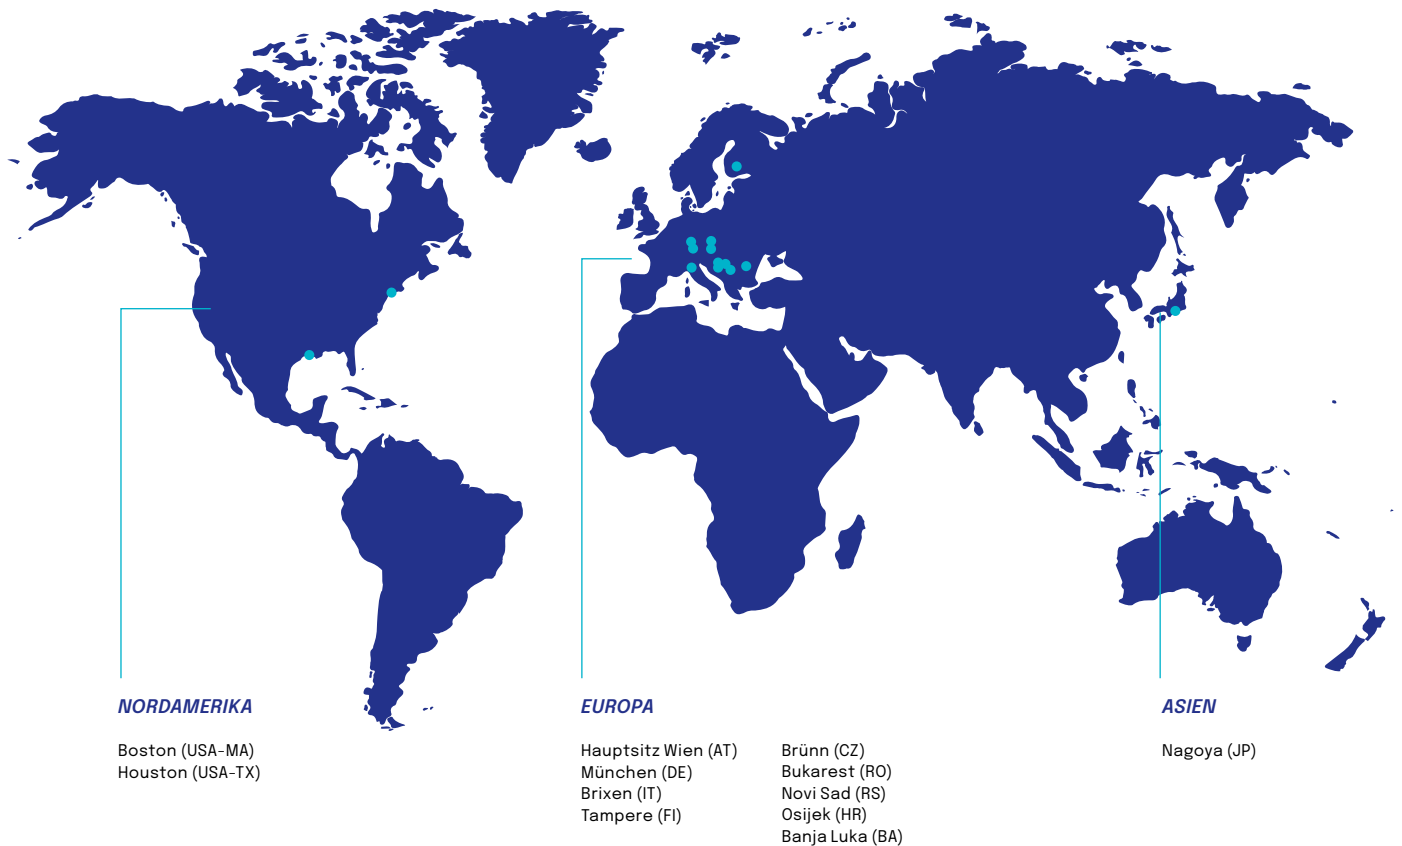 NORDAMERIKA
Boston (USA-MA)
Houston (USA-TX)
EUROPA
Hauptsitz Wien (AT)
München (DE)
Brixen (IT)
Tampere (FI)
Brünn (CZ)
Bukarest (RO)
Novi Sad (RS)
Osijek (HR)
Banja Luka (BA)
ASIEN
Nagoya (JP)